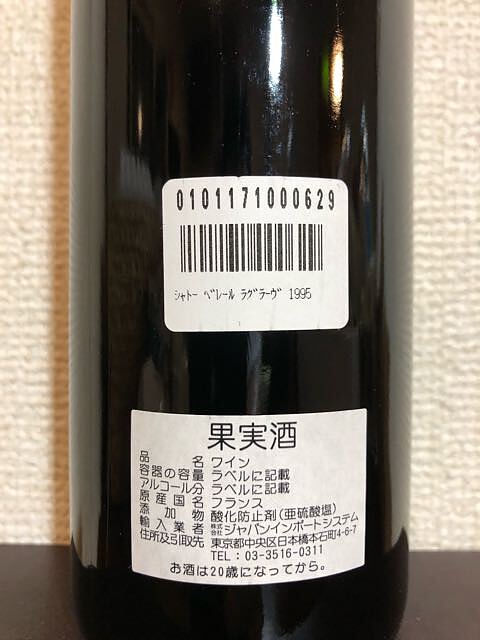 0101171000629
ｼｬﾄｰ ﾍﾞﾚｰﾙ ﾗｸﾞﾗｰｳﾞ 1995
果実酒
品名 ワイン
容器の容量 ラベルに記載
アルコール分 ラベルに記載
原産国名 フランス
添加物 酸化防止剤(亜硫酸塩)
輸入業者 株式会社ジャパンインポートシステム
住所及引取先 東京都中央区日本橋本石町4-6-7
TEL：03-3516-0311
お酒は20歳になってから。